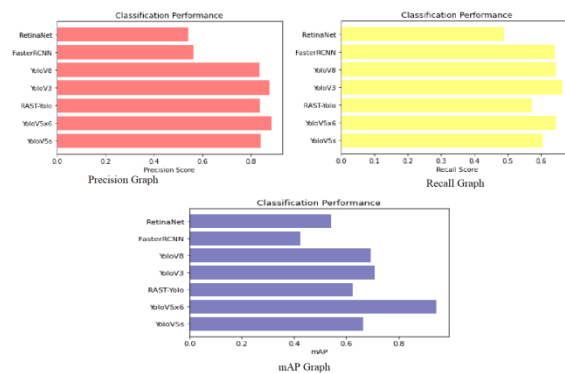 Classification Performance
RetinaNet
FasterRCNN
YoloV8
YoloV3
RAST-Yolo
YoloV5x6
YoloV5s
0.0 0.2 0.4 0.6 0.8
Precision Score
Precision Graph
Classification Performance
RetinaNet
FasterRCNN
YoloV8
YoloV3
RAST-Yolo
YoloV5x6
YoloV5s
0.0 0.1 0.2 0.3 0.4 0.5 0.6
Recall Score
Recall Graph
Classification Performance
RetinaNet
FasterRCNN
YoloV8
YoloV3
RAST-Yolo
YoloV5x6
YoloV5s
0.0 0.2 0.4 0.6 0.8
mAP
mAP Graph